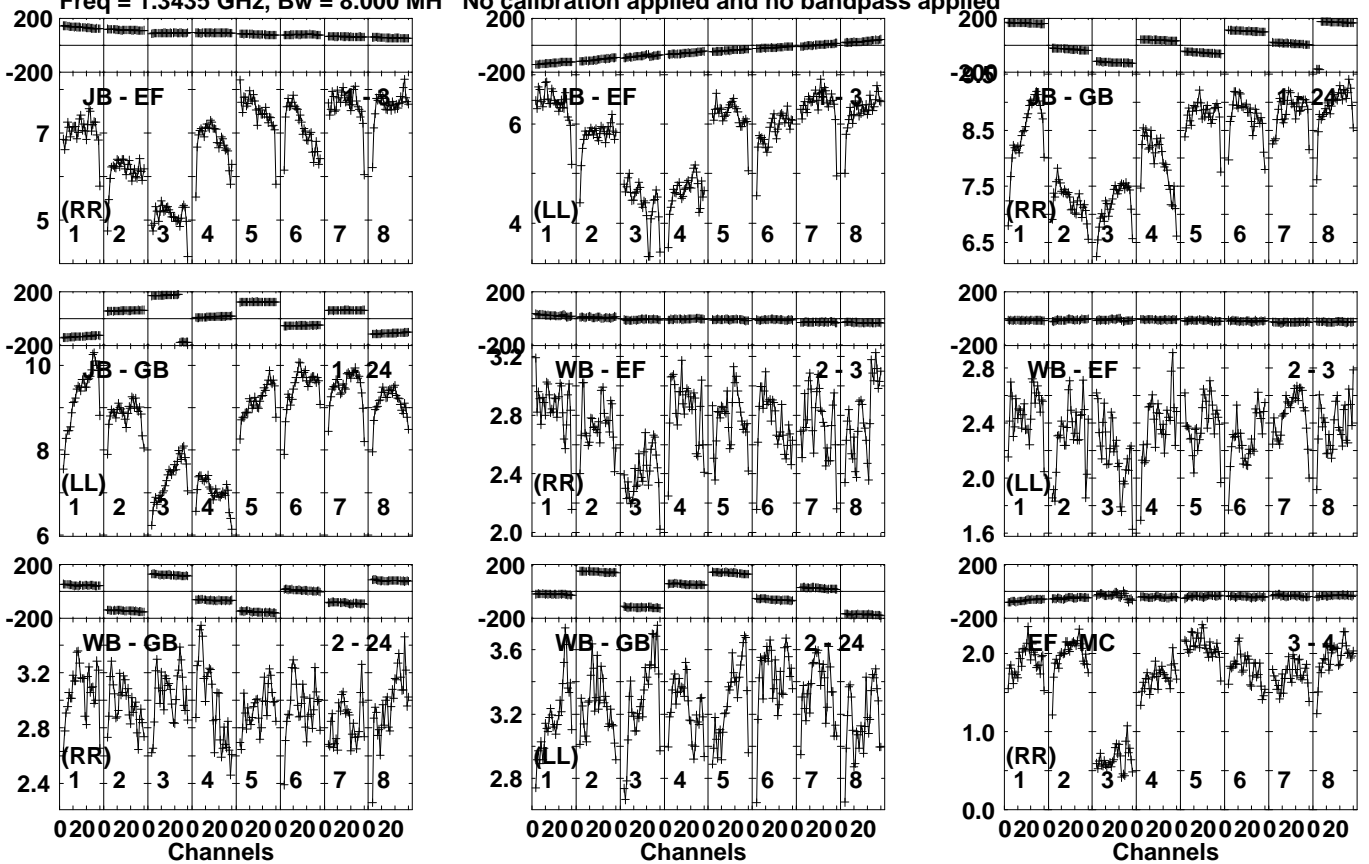 Freq = 1.3435 GHz, Bw = 8.000 MH No calibration applied and no bandpass applied
200
-200
JB - EF 1 - 3
7
5
(RR)
1 2 3 4 5 6 7 8
200
-200
JB - EF 1 - 3
6
4
(LL)
1 2 3 4 5 6 7 8
200
-200
9.5
JB - GB 1 - 24
8.5
7.5
6.5
(RR)
1 2 3 4 5 6 7 8
200
-200
10
JB - GB 1 - 24
8
6
(LL)
1 2 3 4 5 6 7 8
200
-200
3.2
WB - EF 2 - 3
2.8
2.4
2.0
(RR)
1 2 3 4 5 6 7 8
200
-200
2.8
WB - EF 2 - 3
2.4
2.0
1.6
(LL)
1 2 3 4 5 6 7 8
200
-200
WB - GB 2 - 24
3.2
2.8
2.4
(RR)
1 2 3 4 5 6 7 8
0 20 0 20 0 20 0 20 0 20 0 20 0 20 0 20
Channels
200
-200
3.6
WB - GB 2 - 24
3.2
2.8
(LL)
1 2 3 4 5 6 7 8
0 20 0 20 0 20 0 20 0 20 0 20 0 20 0 20
Channels
200
-200
EF - MC 3 - 4
2.0
1.0
0.0
(RR)
1 2 3 4 5 6 7 8
0 20 0 20 0 20 0 20 0 20 0 20 0 20 0 20
Channels